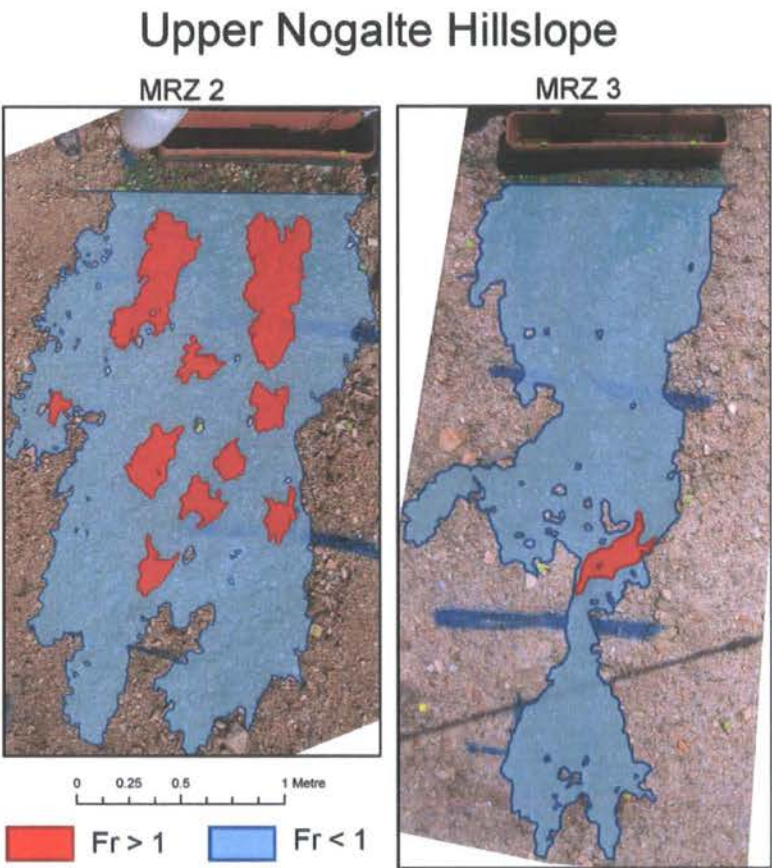 Upper Nogalte Hillslope
MRZ 2
MRZ 3
0 0.25 0.5 1 Metre
Fr > 1
Fr < 1